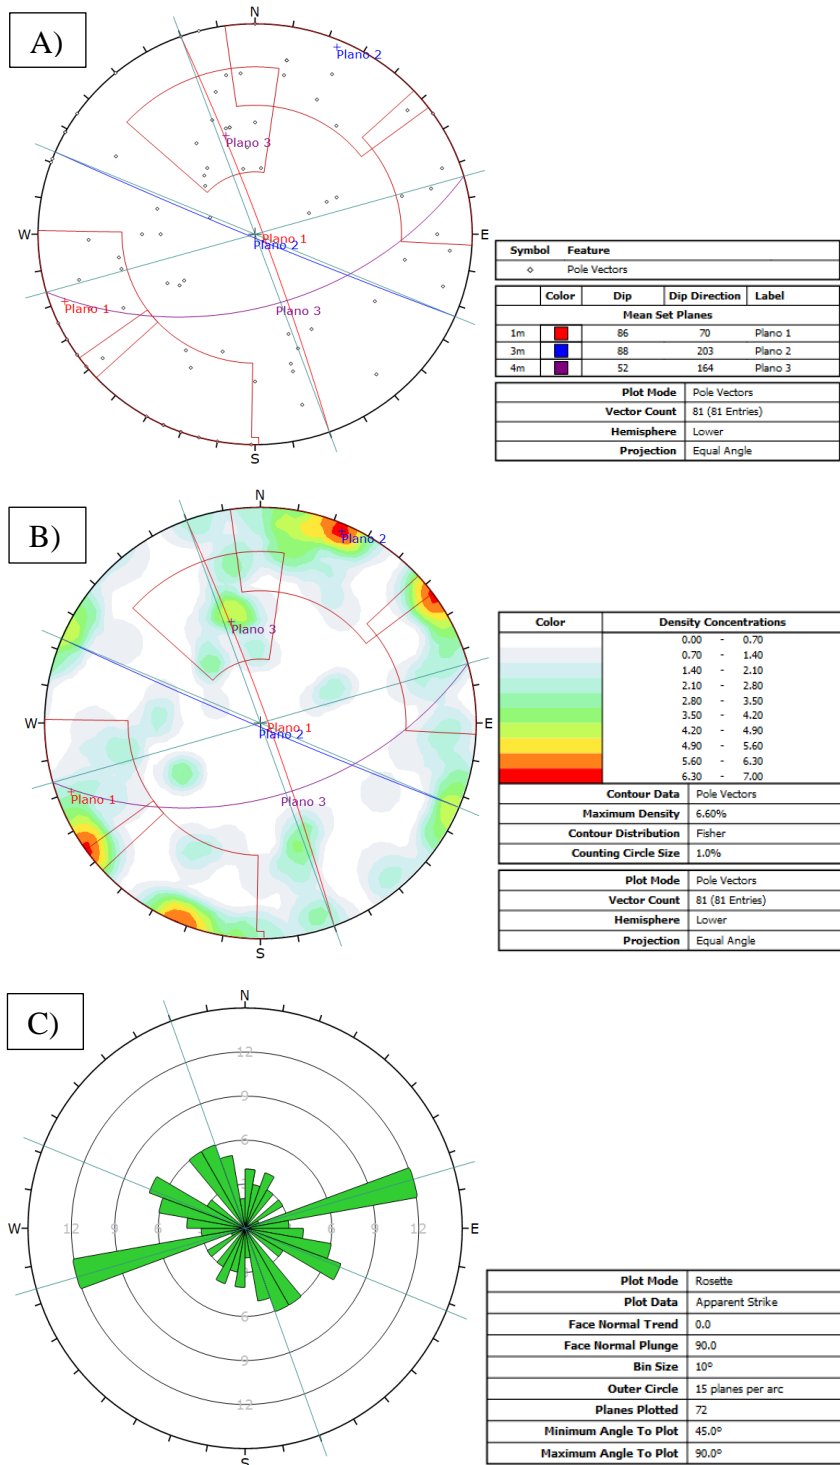 A)
N
Plano 2
Plano 3
W
E
Plano 1
Plano 2
Plano 1
Plano 3
S
Symbol Feature
Pole Vectors
Color Dip Dip Direction Label
Mean Set Planes
1m 86 70 Plano 1
3m 88 203 Plano 2
4m 52 164 Plano 3
Plot Mode Pole Vectors
Vector Count 81 (81 Entries)
Hemisphere Lower
Projection Equal Angle
B)
N
Plano 2
Plano 3
W
E
Plano 1
Plano 2
Plano 1
Plano 3
S
Color Density Concentrations
0.00 - 0.70
0.70 - 1.40
1.40 - 2.10
2.10 - 2.80
2.80 - 3.50
3.50 - 4.20
4.20 - 4.90
4.90 - 5.60
5.60 - 6.30
6.30 - 7.00
Contour Data Pole Vectors
Maximum Density 6.60%
Contour Distribution Fisher
Counting Circle Size 1.0%
Plot Mode Pole Vectors
Vector Count 81 (81 Entries)
Hemisphere Lower
Projection Equal Angle
C)
N
12
9
6
W 12 9 6 6 9 12 E
6
9
12
S
Plot Mode Rosette
Plot Data Apparent Strike
Face Normal Trend 0.0
Face Normal Plunge 90.0
Bin Size 10º
Outer Circle 15 planes per arc
Planes Plotted 72
Minimum Angle To Plot 45.0º
Maximum Angle To Plot 90.0º